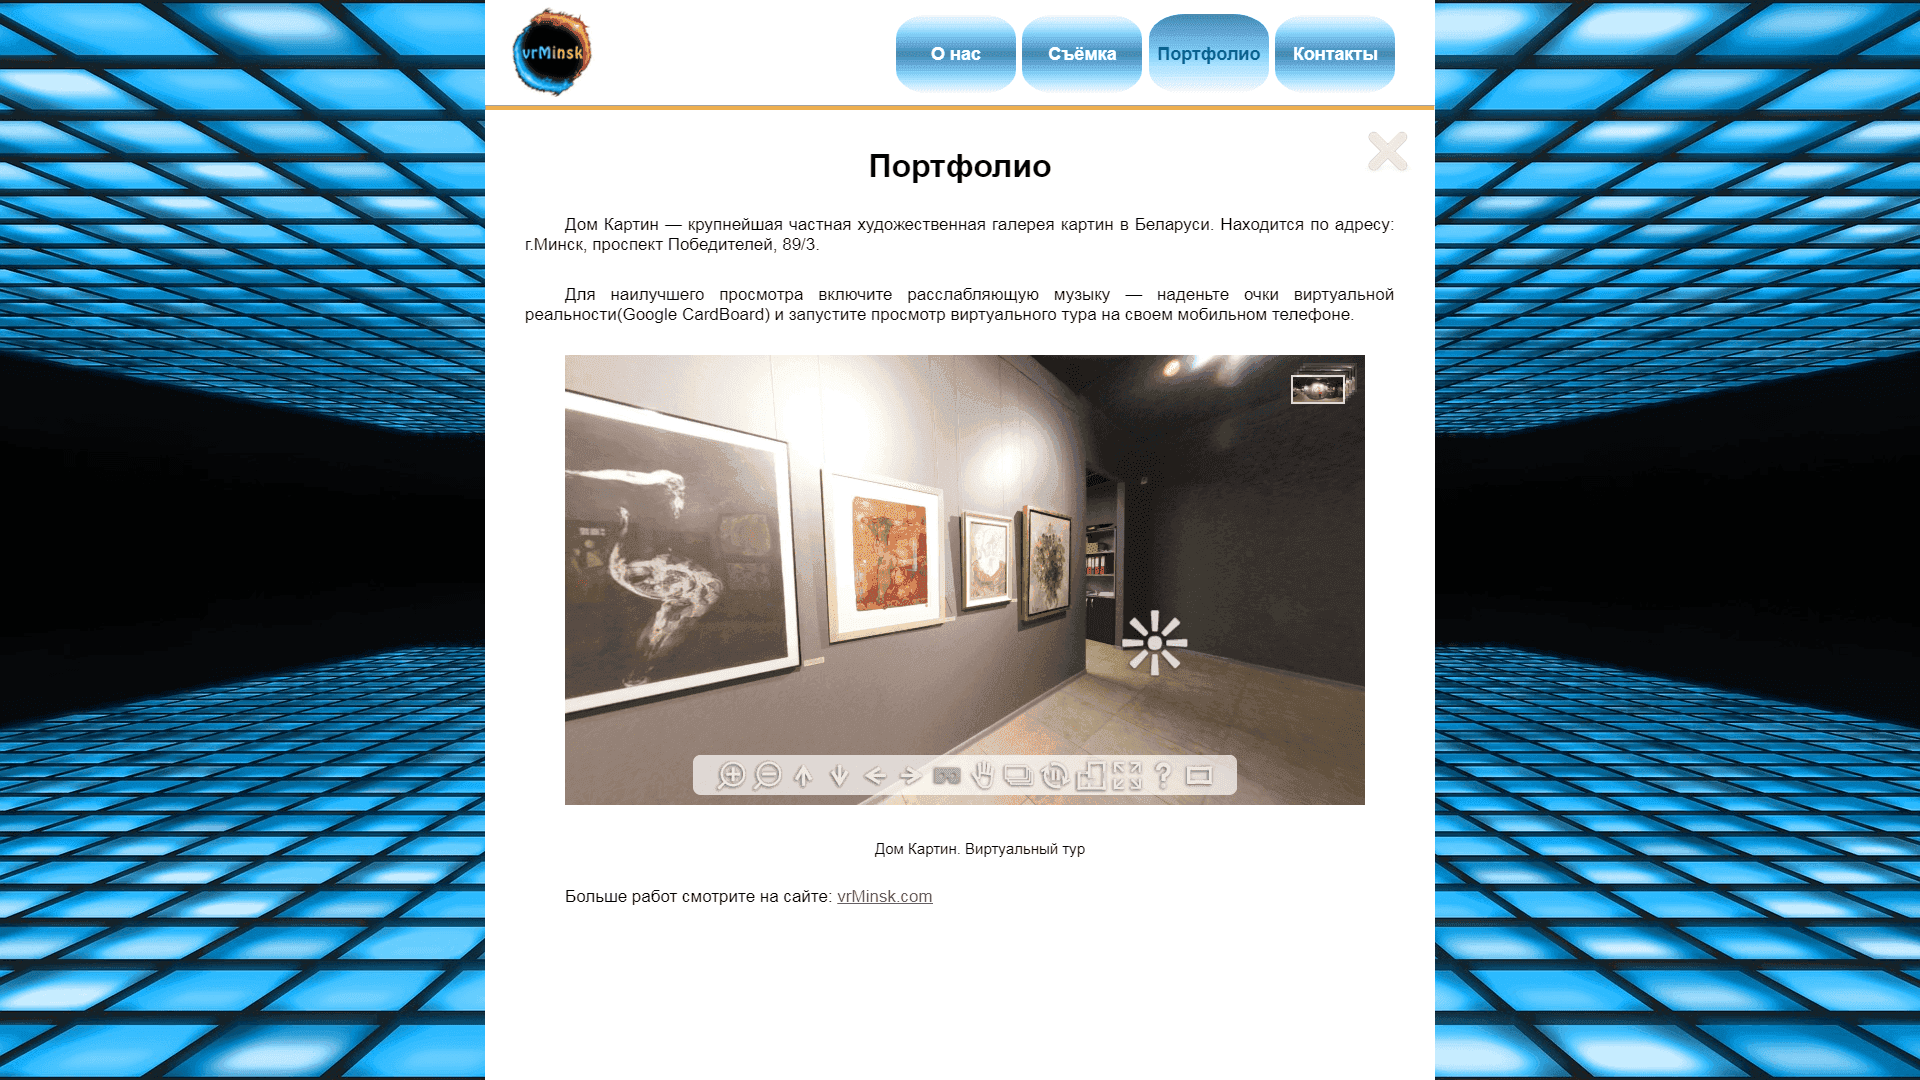 vrMinsk
О нас
Съёмка
Портфолио
Контакты
Портфолио
Дом Картин — крупнейшая частная художественная галерея картин в Беларуси. Находится по адресу:
г.Минск, проспект Победителей, 89/3.
Для наилучшего просмотра включите расслабляющую музыку — наденьте очки виртуальной
реальности(Google CardBoard) и запустите просмотр виртуального тура на своем мобильном телефоне.
Дом Картин. Виртуальный тур
Больше работ смотрите на сайте: vrMinsk.com